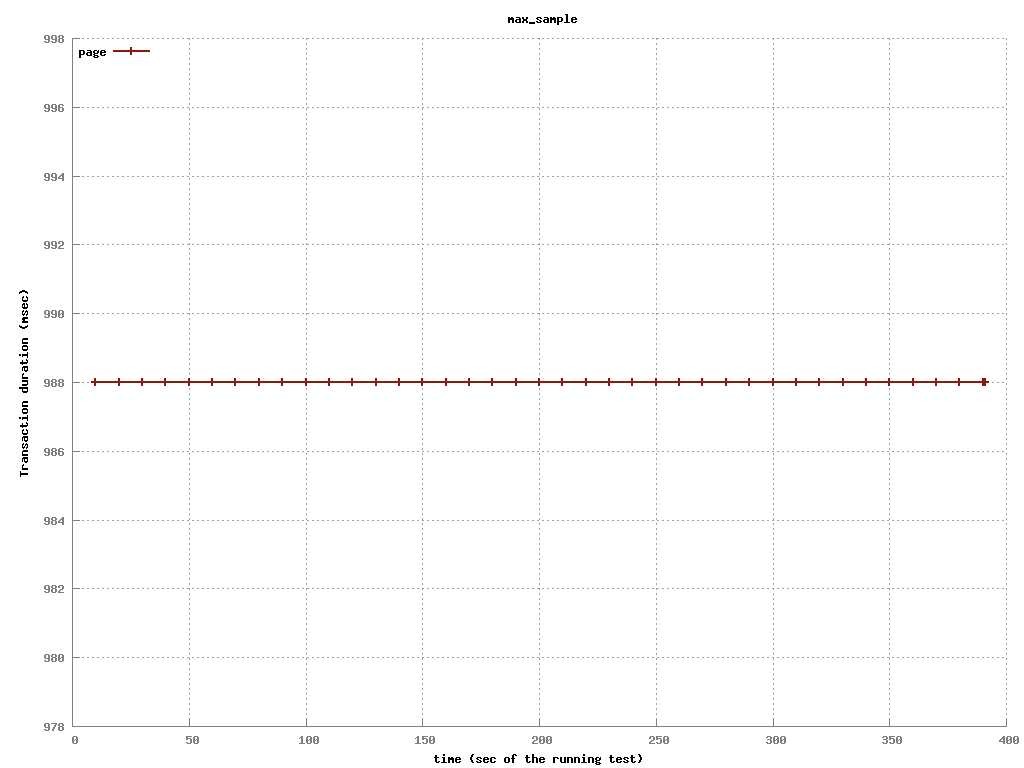 max_sample
998
page
996
994
992
990
988
986
984
982
980
978
Transaction duration (msec)
0 50 100 150 200 250 300 350 400
time (sec of the running test)